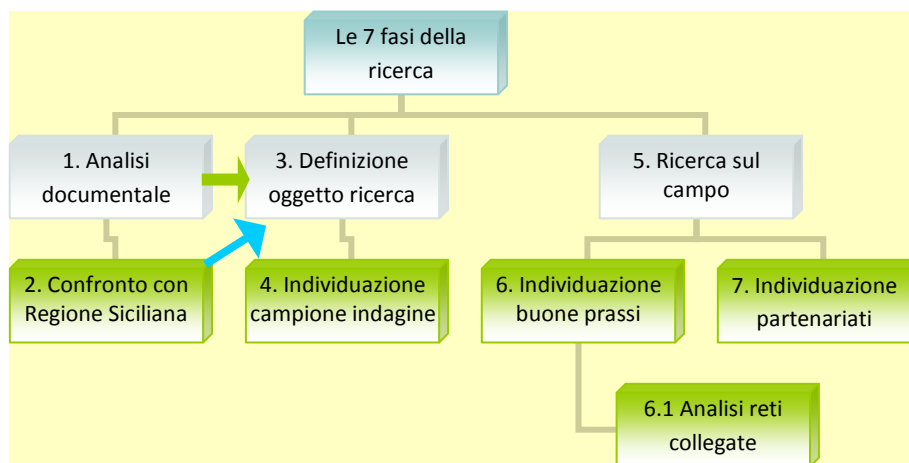 Le 7 fasi della
ricerca
1. Analisi
documentale
3. Definizione
oggetto ricerca
5. Ricerca sul
campo
2. Confronto con
Regione Siciliana
4. Individuazione
campione indagine
6. Individuazione
buone prassi
7. Individuazione
partenariati
6.1 Analisi reti
collegate